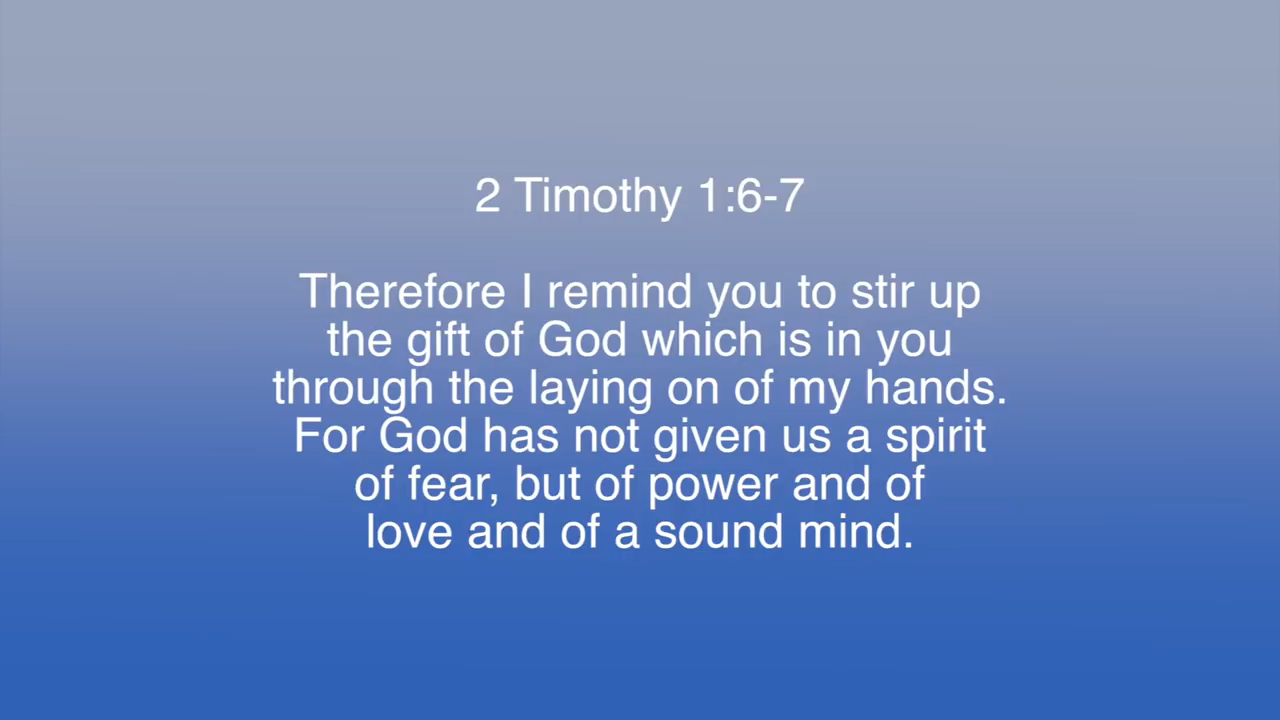 2 Timothy 1:6-7
Therefore I remind you to stir up
the gift of God which is in you
through the laying on of my hands.
For God has not given us a spirit
of fear, but of power and of
love and of a sound mind.